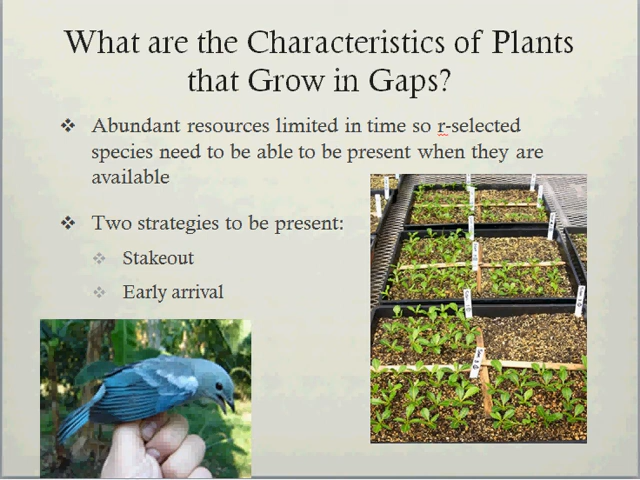 What are the Characteristics of Plants
that Grow in Gaps?
Abundant resources limited in time so r-selected
species need to be able to be present when they are
available
Two strategies to be present:
Stakeout
Early arrival